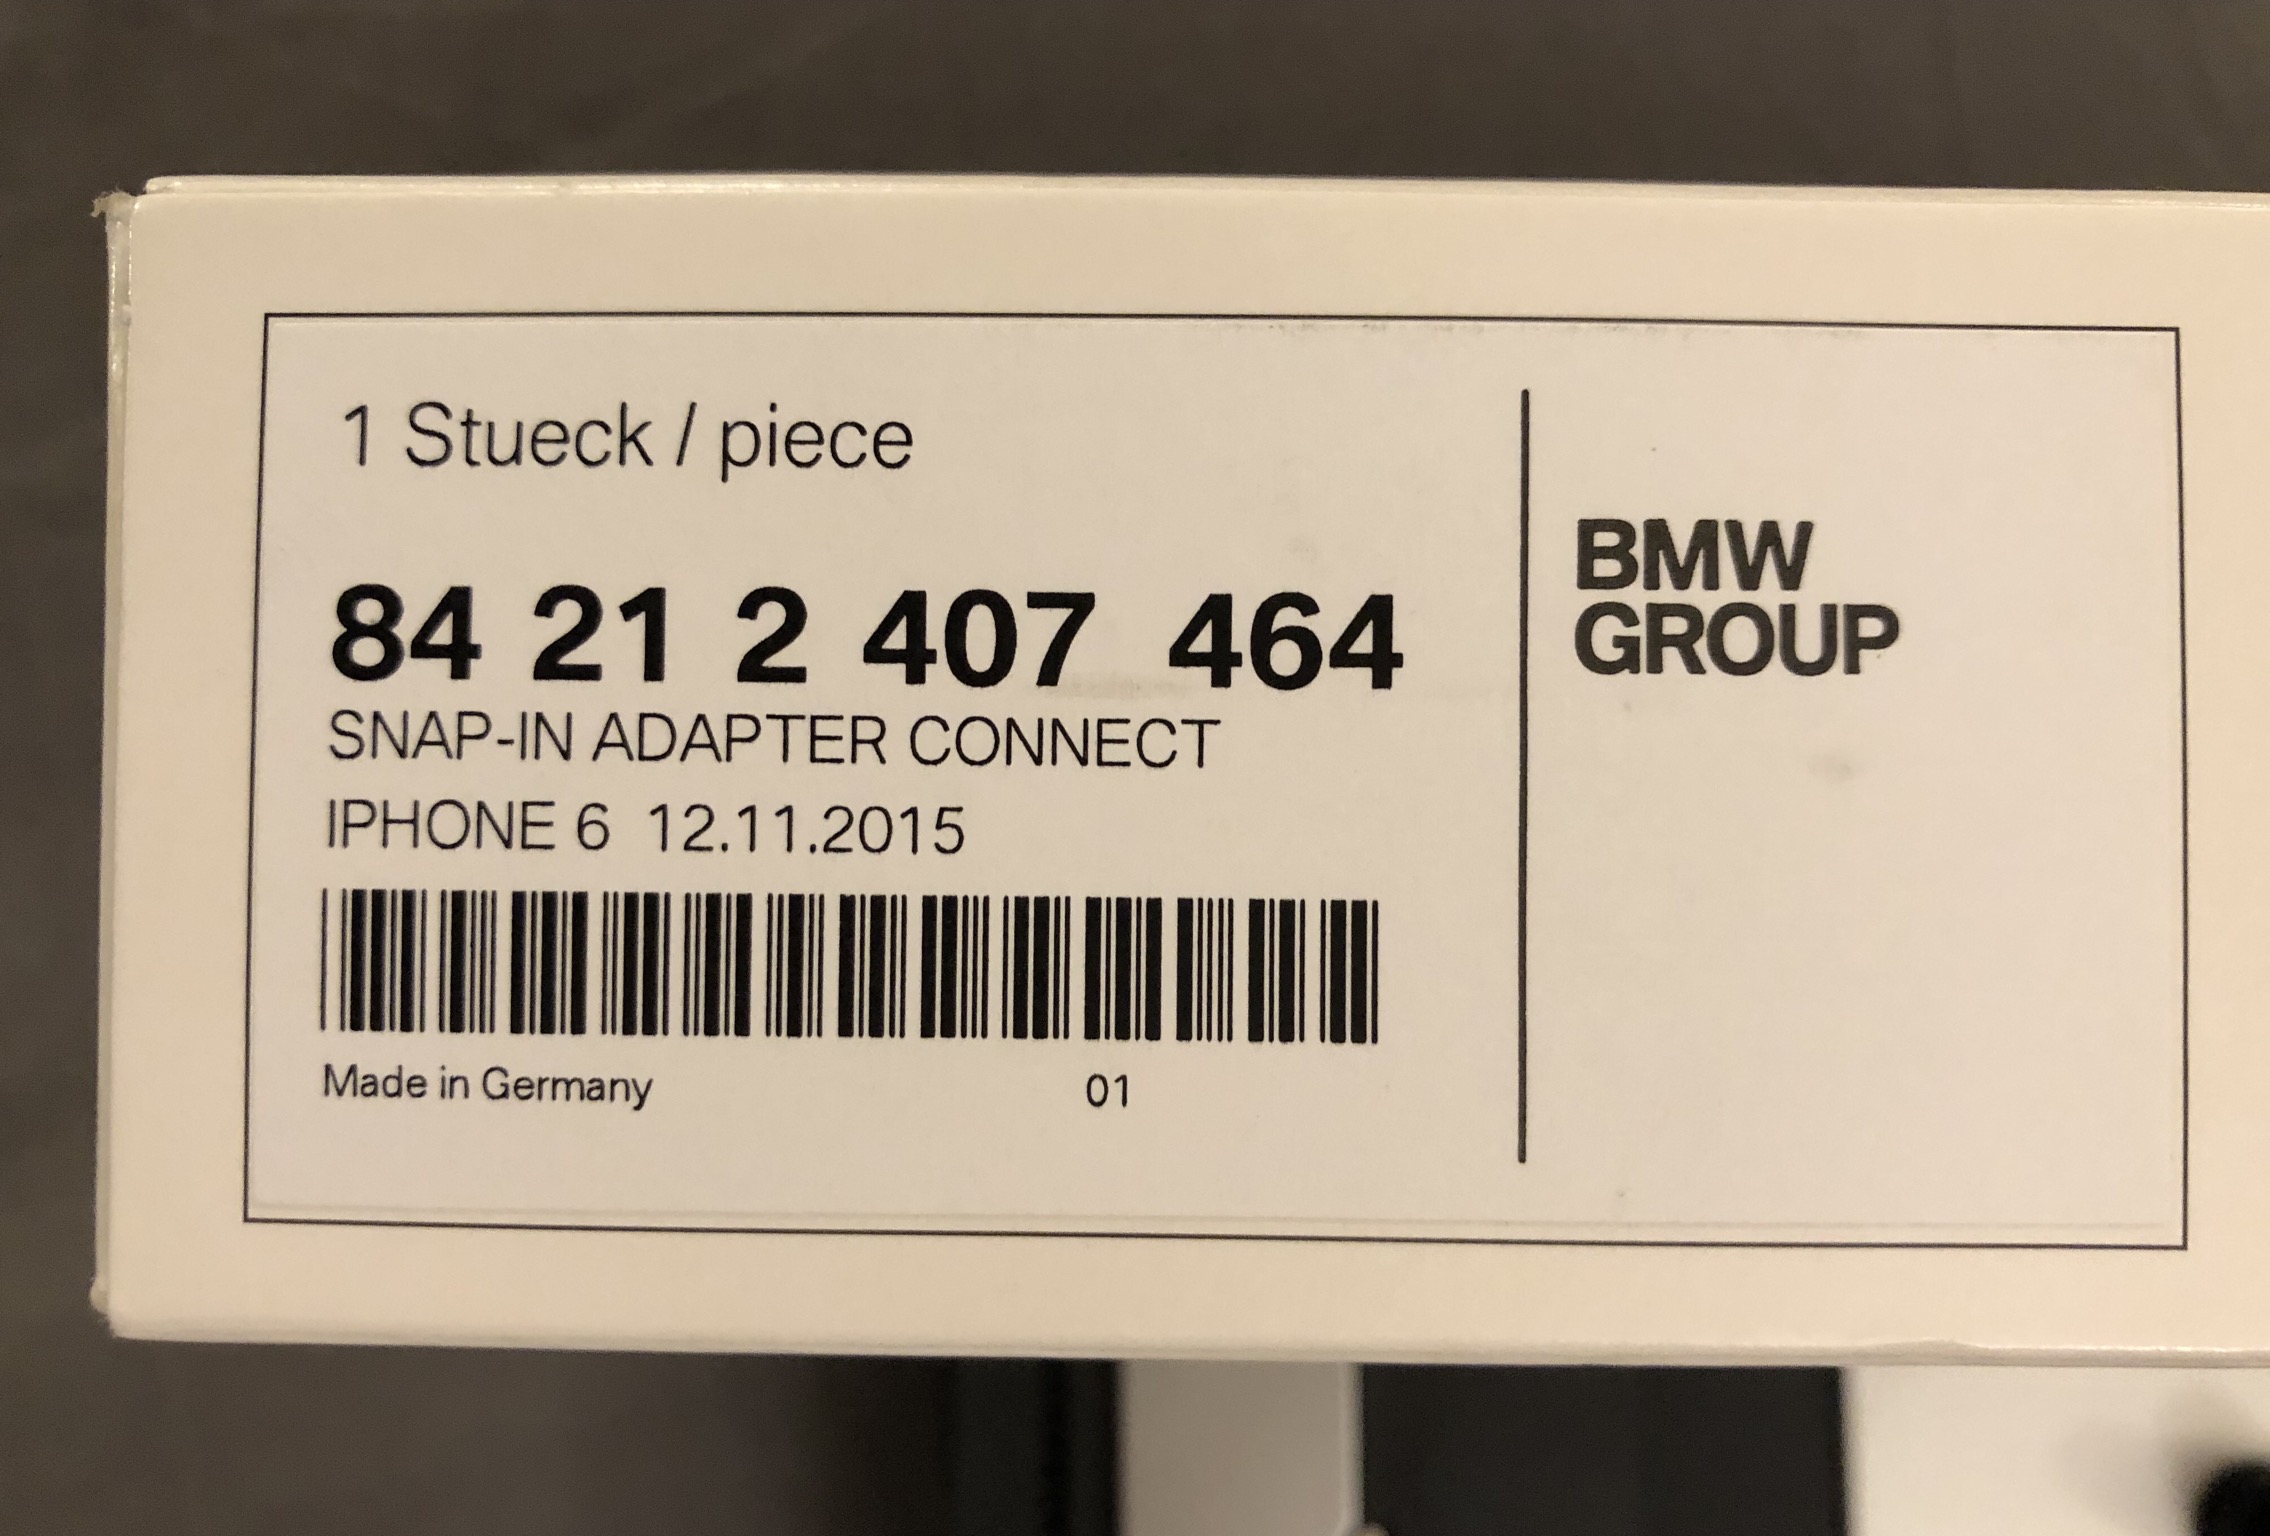 1 Stueck / piece
84 21 2 407 464
SNAP-IN ADAPTER CONNECT
IPHONE 6 12.11.2015
Made in Germany 01
BMW
GROUP